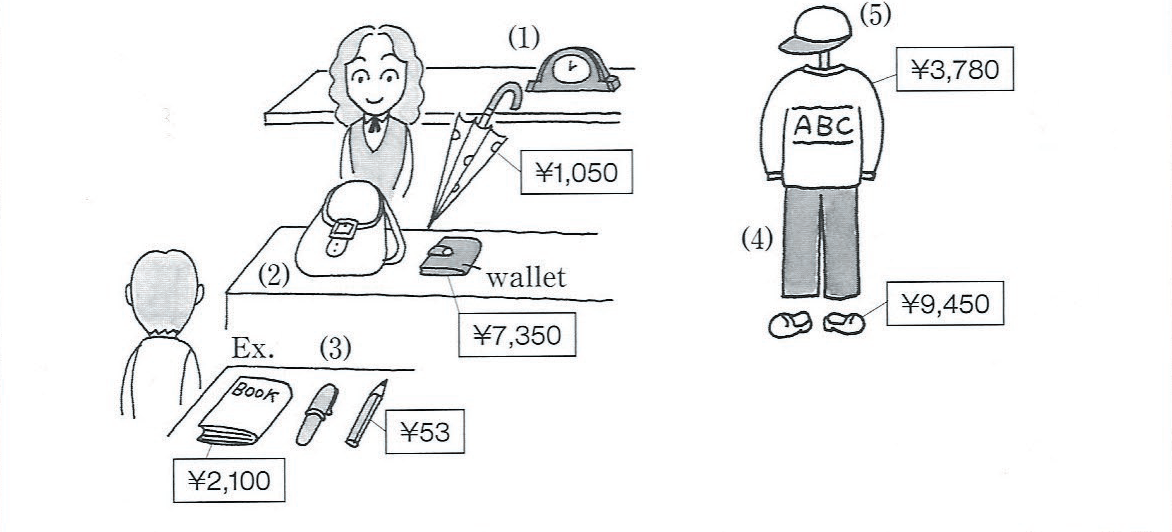 (1)
(5)
¥3,780
ABC
¥1,050
(4)
(2)
wallet
¥9,450
¥7,350
Ex.
(3)
BOOK
¥53
¥2,100